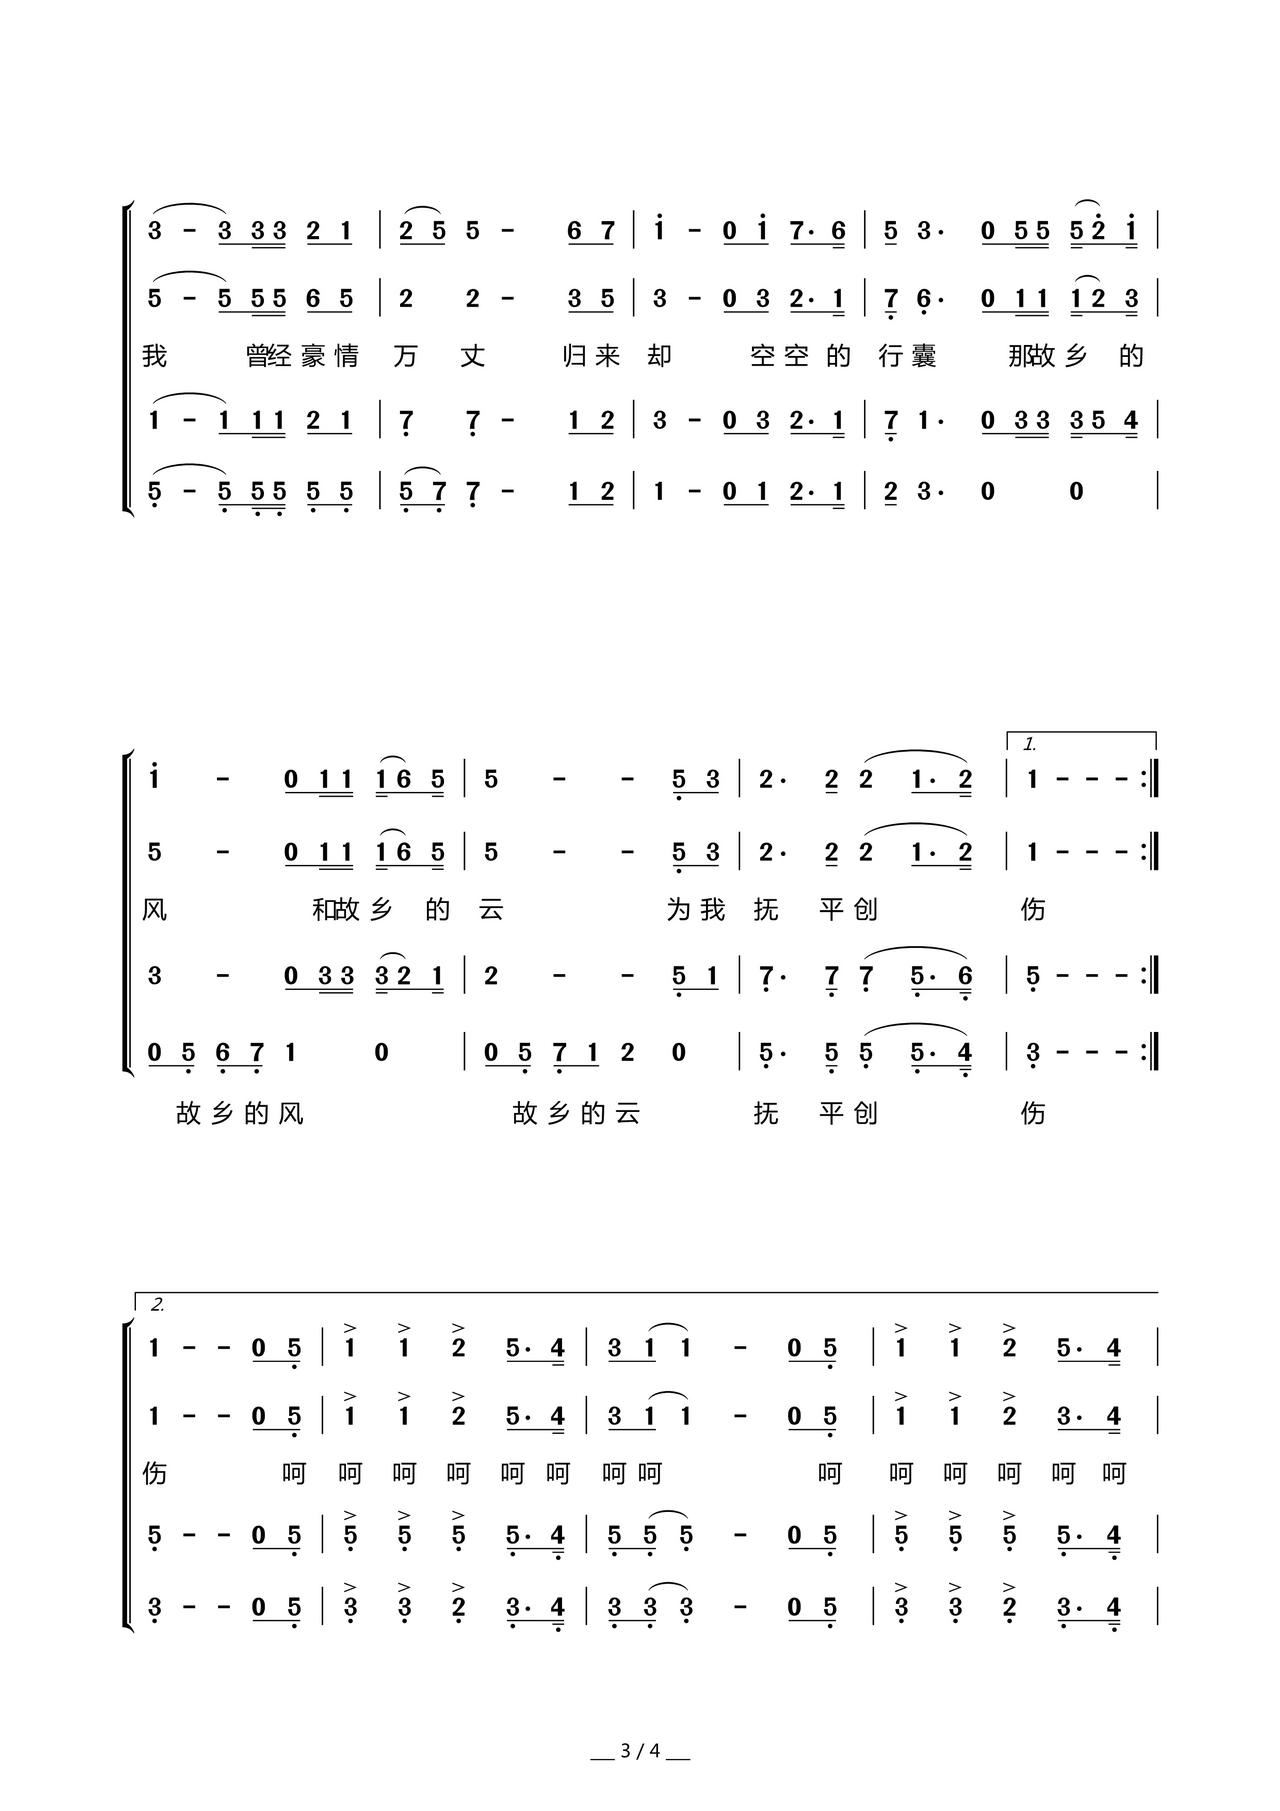 3 - 3 3 3 2 1 | 2 5 5 - 6 7 | 1̇ - 0 1̇ 7· 6 | 5 3· 0 5 5 5 2̇ 1̇ |
5 - 5 5 5 6 5 | 2 2 - 3 5 | 3 - 0 3 2· 1 | 7̣ 6̣· 0 1 1 1 2 3 |
我 曾经豪情 万 丈 归来 却 空空的 行囊 那故乡 的
1 - 1 1 1 2 1 | 7̣ 7̣ - 1 2 | 3 - 0 3 2· 1 | 7̣ 1· 0 3 3 3 5 4 |
5̣ - 5̣ 5̣ 5̣ 5̣ 5̣ | 5̣ 7̣ 7̣ - 1 2 | 1 - 0 1 2· 1 | 2 3· 0 0 |
1.
1̇ - 0 1 1 1 6 5 | 5 - - 5̣ 3 | 2· 2 2 1· 2 | 1 - - - :|
5 - 0 1 1 1 6 5 | 5 - - 5̣ 3 | 2· 2 2 1· 2 | 1 - - - :|
风 和故乡 的 云 为我 抚 平创 伤
3 - 0 3 3 3 2 1 | 2 - - 5̣ 1 | 7̣· 7̣ 7̣ 5̣· 6̣ | 5̣ - - - :|
0 5̣ 6̣ 7̣ 1 0 | 0 5̣ 7̣ 1 2 0 | 5̣· 5̣ 5̣ 5̣· 4̣ | 3̣ - - - :|
故乡的风 故乡的云 抚 平创 伤
2.
1 - - 0 5̣ | > 1 > 1 > 2 5· 4 | 3 1 1 - 0 5̣ | > 1 > 1 > 2 5· 4 |
1 - - 0 5̣ | > 1 > 1 > 2 5· 4 | 3 1 1 - 0 5̣ | > 1 > 1 > 2 3· 4 |
伤 呵 呵 呵 呵 呵 呵 呵呵 呵 呵 呵 呵 呵 呵
5̣ - - 0 5̣ | > 5̣ > 5̣ > 5̣ 5̣· 4̣ | 5̣ 5̣ 5̣ - 0 5̣ | > 5̣ > 5̣ > 5̣ 5̣· 4̣ |
3̣ - - 0 5̣ | > 3̣ > 3̣ > 2̣ 3̣· 4̣ | 3̣ 3̣ 3̣ - 0 5̣ | > 3̣ > 3̣ > 2̣ 3̣· 4̣ |
3 / 4